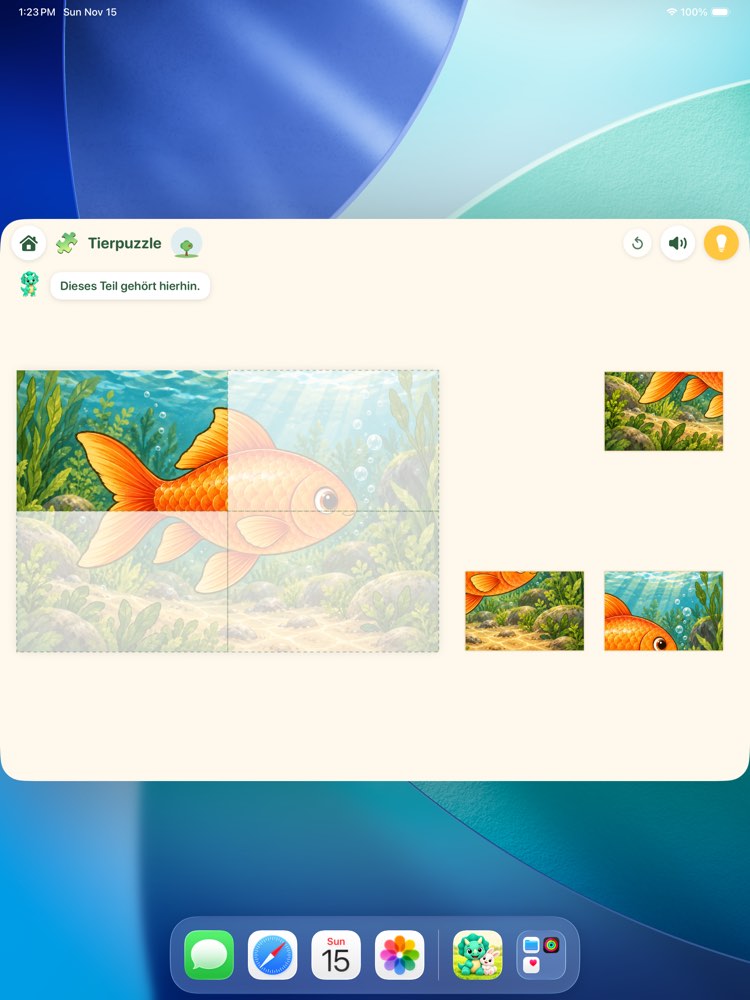 1:23 PM Sun Nov 15
100%
Tierpuzzle
Dieses Teil gehört hierhin.
Sun
15